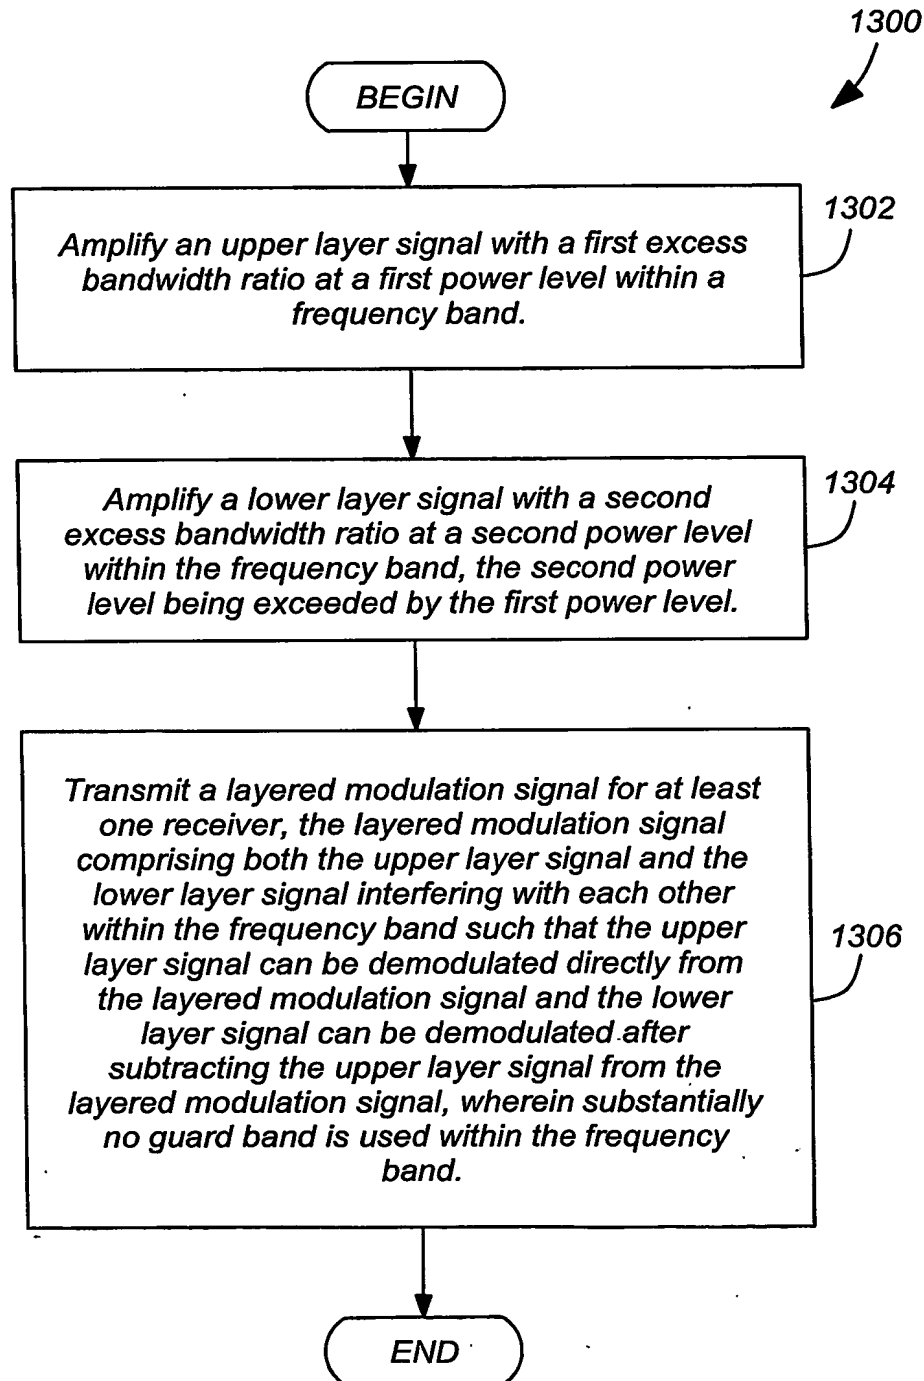 1300
BEGIN
1302
Amplify an upper layer signal with a first excess
bandwidth ratio at a first power level within a
frequency band.
1304
Amplify a lower layer signal with a second
excess bandwidth ratio at a second power level
within the frequency band, the second power
level being exceeded by the first power level.
Transmit a layered modulation signal for at least
one receiver, the layered modulation signal
comprising both the upper layer signal and the
lower layer signal interfering with each other
within the frequency band such that the upper
layer signal can be demodulated directly from
the layered modulation signal and the lower
layer signal can be demodulated after
subtracting the upper layer signal from the
layered modulation signal, wherein substantially
no guard band is used within the frequency
band.
1306
END